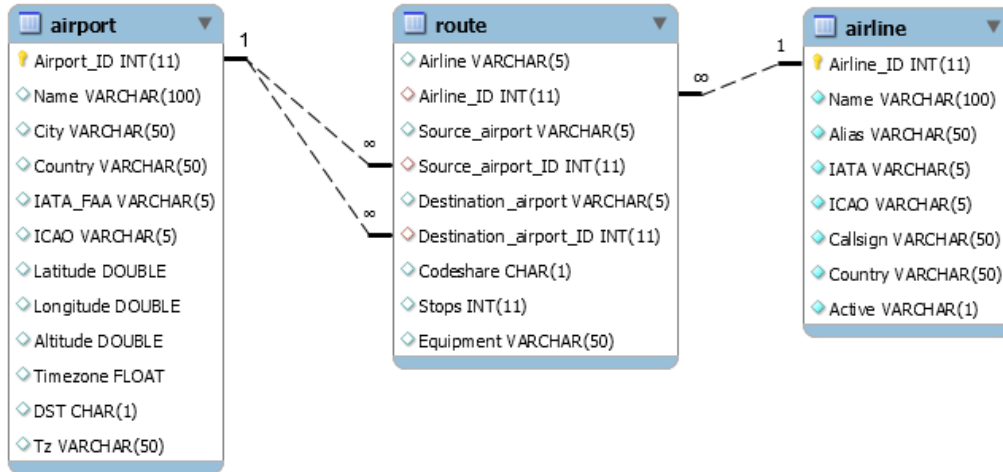 airport
Airport_ID INT(11)
Name VARCHAR(100)
City VARCHAR(50)
Country VARCHAR(50)
IATA_FAA VARCHAR(5)
ICAO VARCHAR(5)
Latitude DOUBLE
Longitude DOUBLE
Altitude DOUBLE
Timezone FLOAT
DST CHAR(1)
Tz VARCHAR(50)
1
∞
∞
route
Airline VARCHAR(5)
Airline_ID INT(11)
Source_airport VARCHAR(5)
Source_airport_ID INT(11)
Destination_airport VARCHAR(5)
Destination_airport_ID INT(11)
Codeshare CHAR(1)
Stops INT(11)
Equipment VARCHAR(50)
∞
1
airline
Airline_ID INT(11)
Name VARCHAR(100)
Alias VARCHAR(50)
IATA VARCHAR(5)
ICAO VARCHAR(5)
Callsign VARCHAR(50)
Country VARCHAR(50)
Active VARCHAR(1)